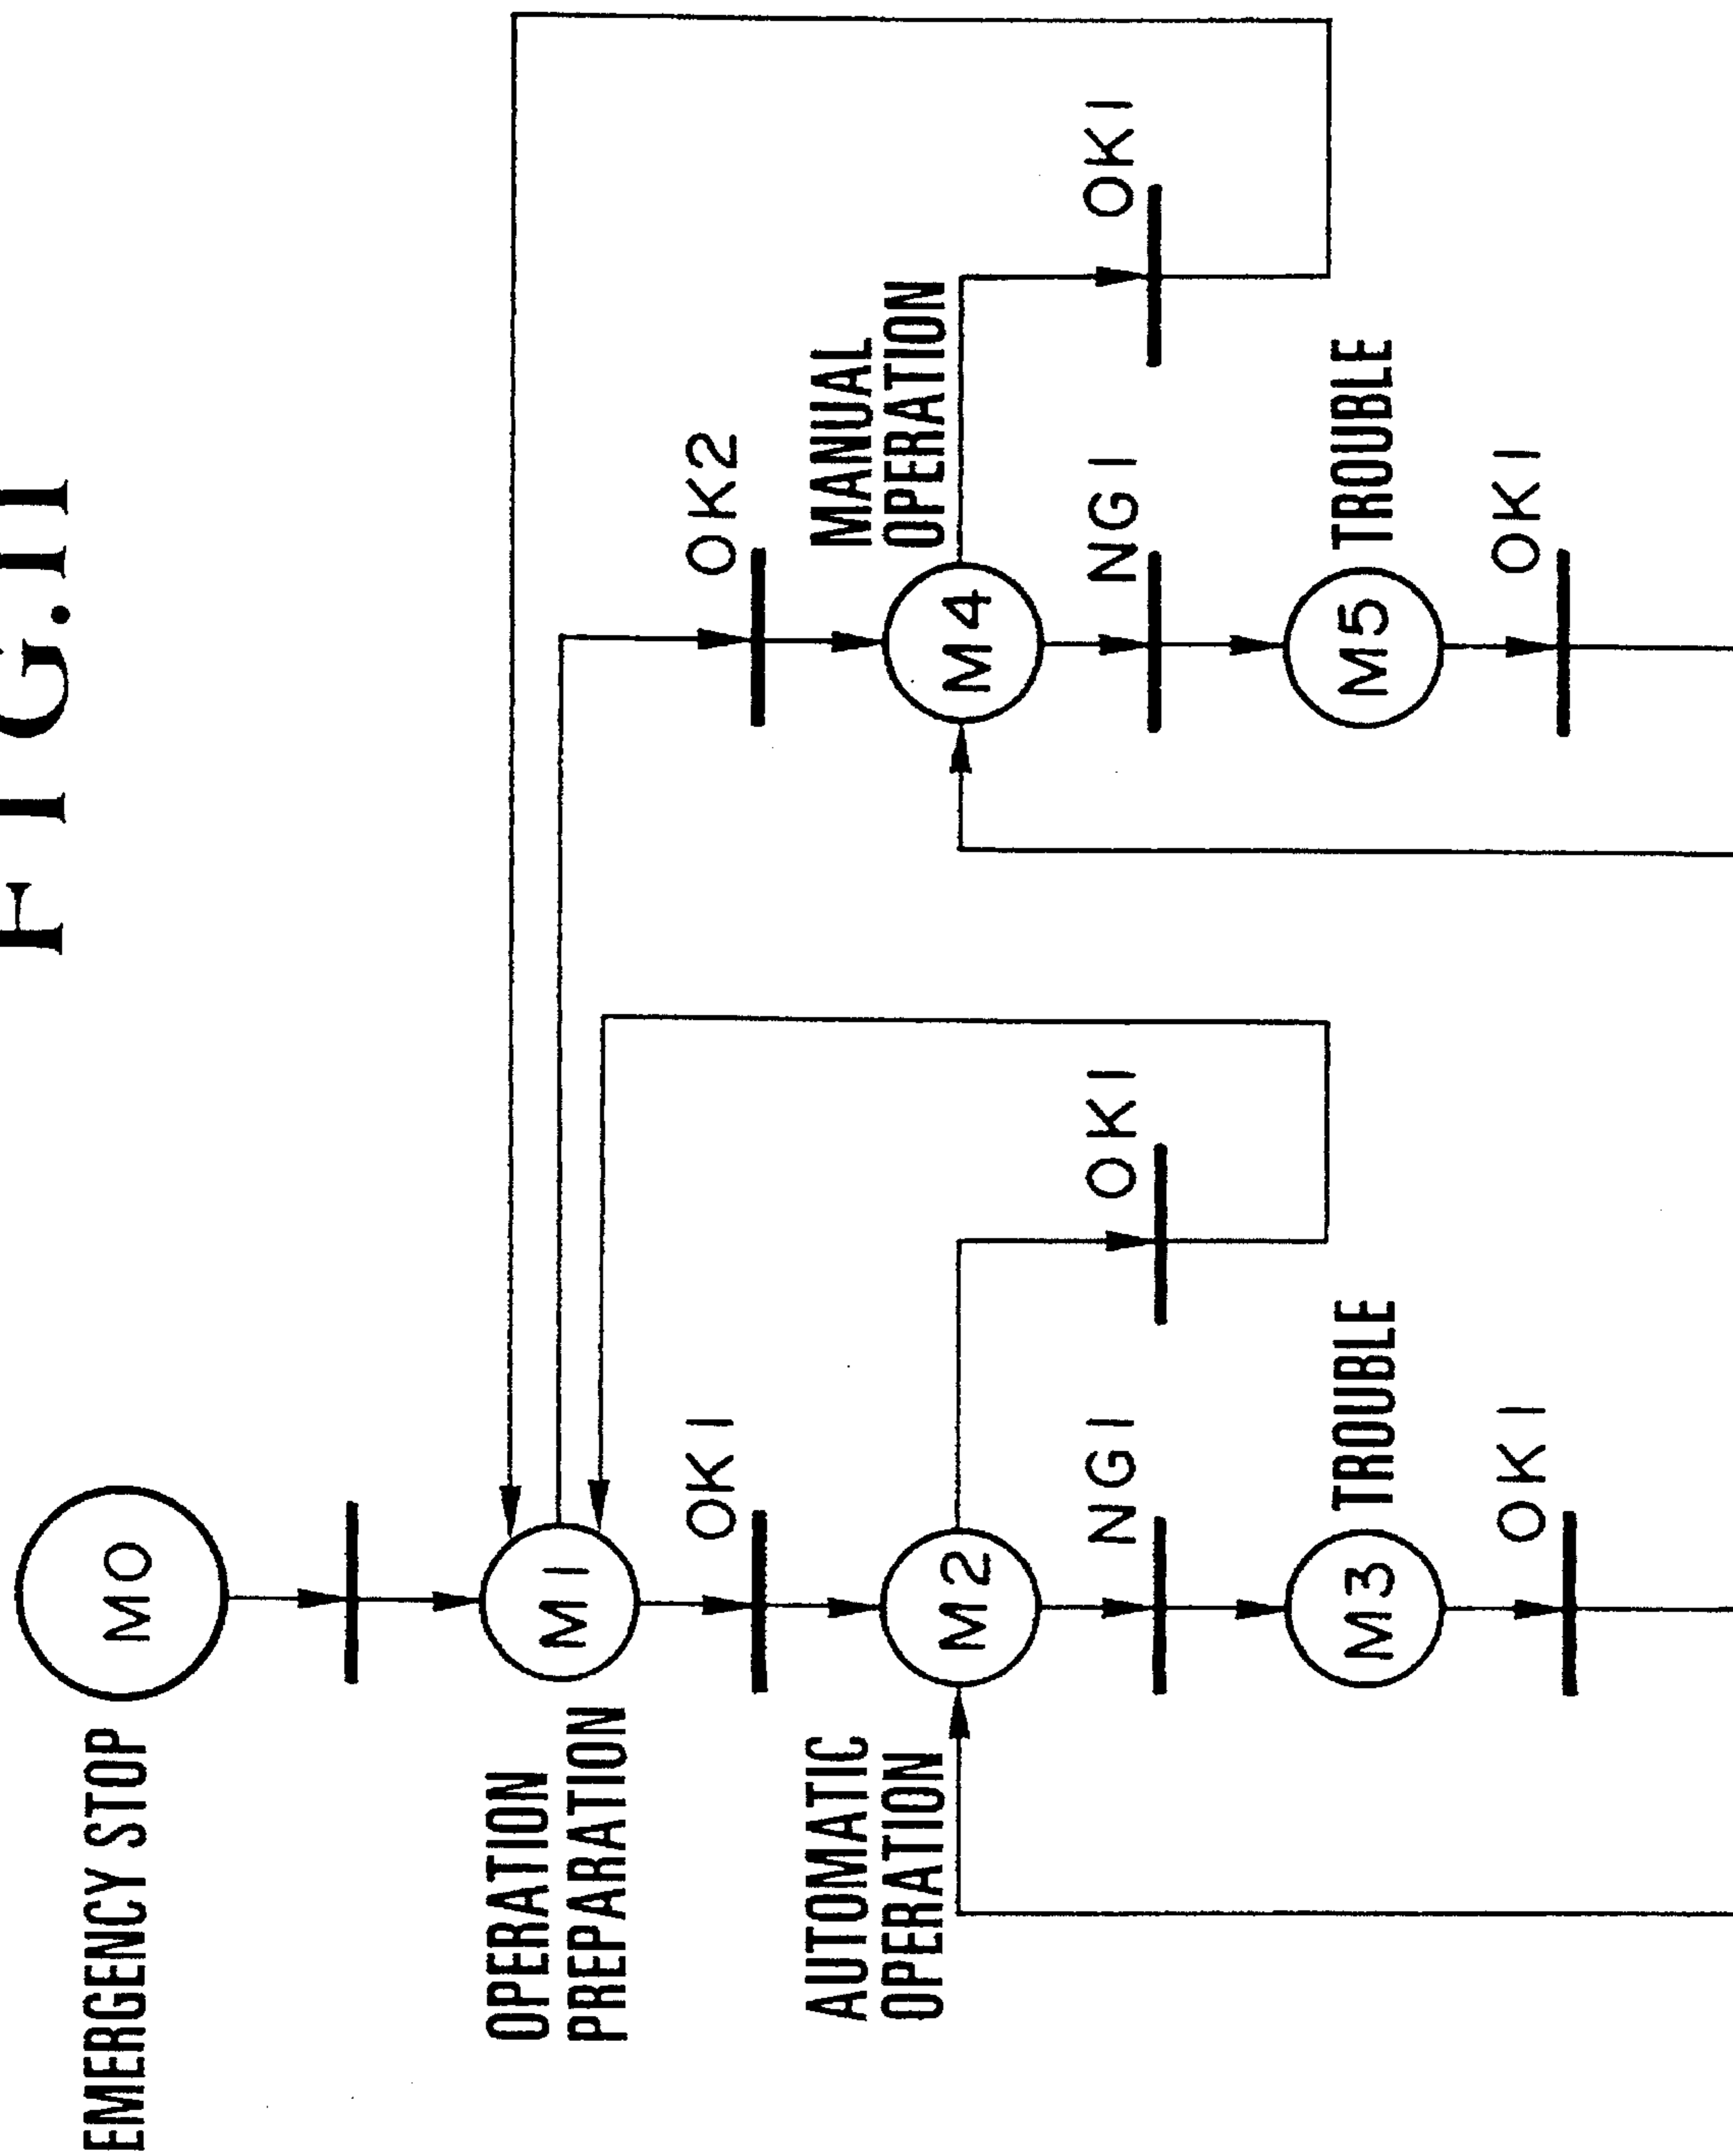 FIG.11
EMERGENCY STOP
M0
OPERATION
PREPARATION
M1
OK1
OK2
AUTOMATIC
OPERATION
M2
MANUAL
OPERATION
M4
NG1
OK1
NG1
OK1
M3
TROUBLE
M5
TROUBLE
OK1
OK1